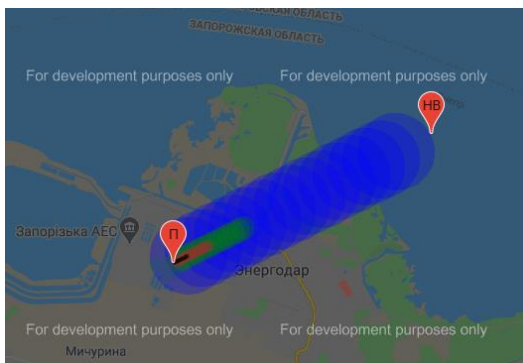 ЗАПОРОЖСКАЯ ОБЛАСТЬ
For development purposes only
For development purposes only
НВ
Запорізька АЕС
П
Энергодар
For development purposes only
For development purposes only
Мичурина